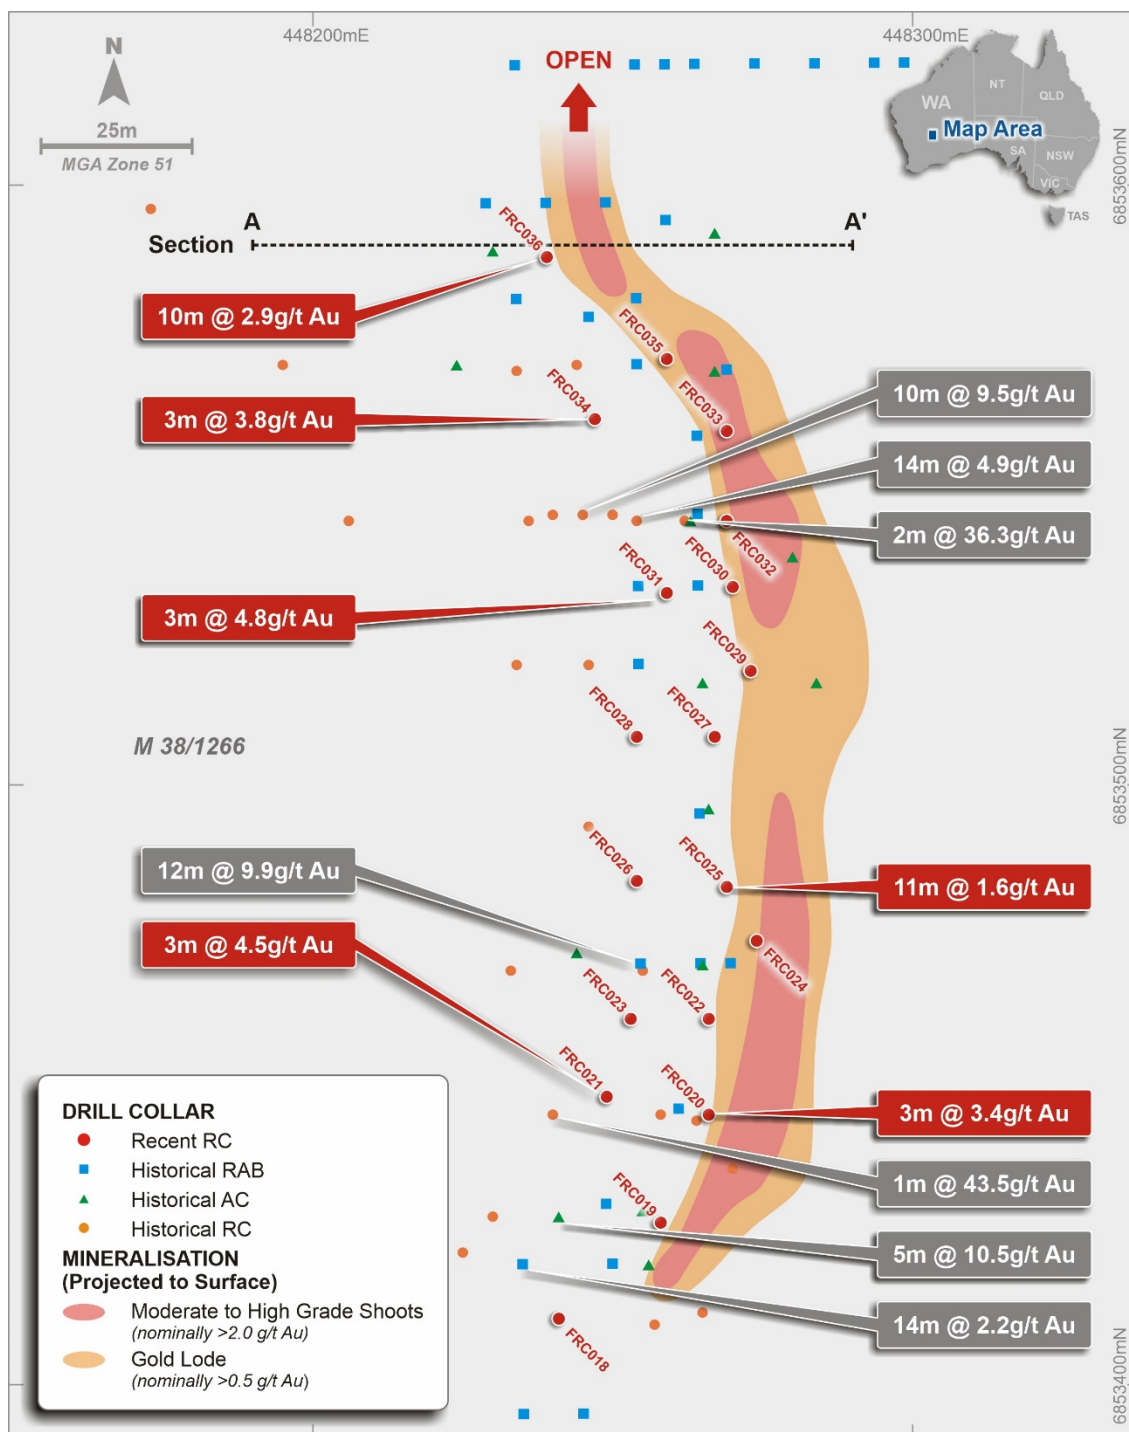 448200mE
448300mE
N
25m
MGA Zone 51
OPEN
NT
QLD
WA
Map Area
SA
NSW
VIC
TAS
6853600mN
A
A'
Section
FRC036
10m @ 2.9g/t Au
FRC035
10m @ 9.5g/t Au
FRC034
3m @ 3.8g/t Au
FRC033
14m @ 4.9g/t Au
2m @ 36.3g/t Au
FRC032
FRC031
FRC030
3m @ 4.8g/t Au
FRC029
FRC028
FRC027
M 38/1266
6853500mN
12m @ 9.9g/t Au
FRC026
FRC025
11m @ 1.6g/t Au
3m @ 4.5g/t Au
FRC024
FRC023
FRC022
FRC021
FRC020
3m @ 3.4g/t Au
1m @ 43.5g/t Au
FRC019
5m @ 10.5g/t Au
14m @ 2.2g/t Au
FRC018
6853400mN
DRILL COLLAR
Recent RC
Historical RAB
Historical AC
Historical RC
MINERALISATION
(Projected to Surface)
Moderate to High Grade Shoots
(nominally >2.0 g/t Au)
Gold Lode
(nominally >0.5 g/t Au)